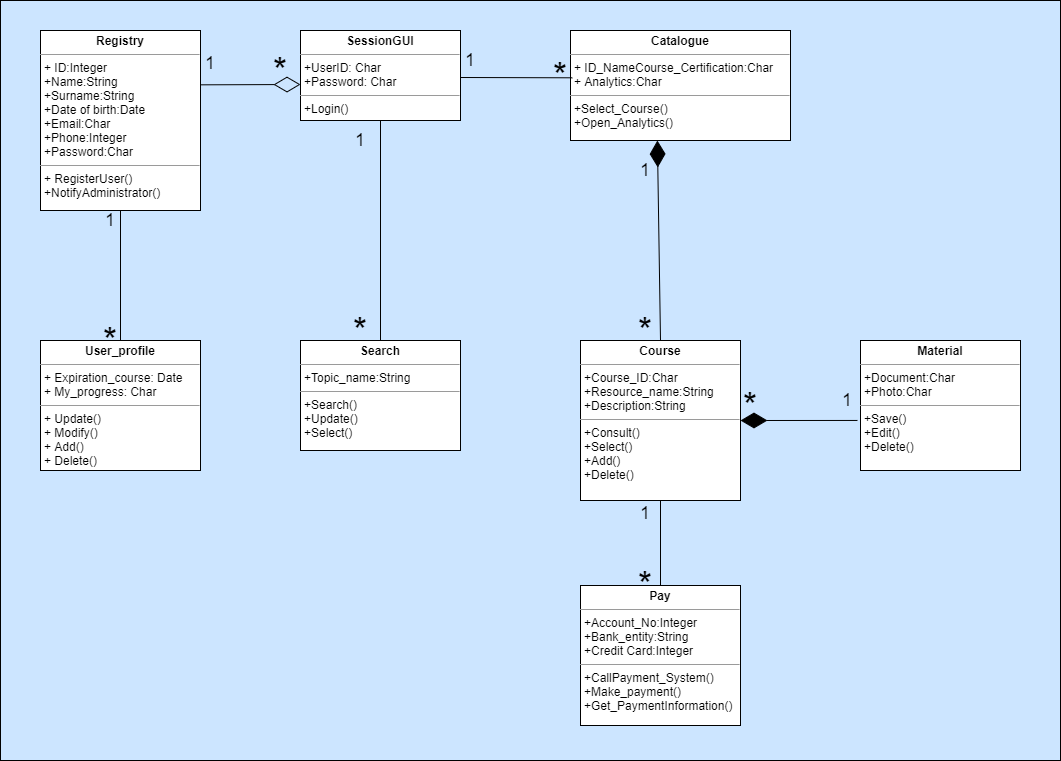 Registry
+ ID:Integer
+Name:String
+Surname:String
+Date of birth:Date
+Email:Char
+Phone:Integer
+Password:Char
+ RegisterUser()
+NotifyAdministrator()
1
*
SessionGUI
+UserID: Char
+Password: Char
+Login()
1
*
Catalogue
+ ID_NameCourse_Certification:Char
+ Analytics:Char
+Select_Course()
+Open_Analytics()
1
*
1
*
1
*
User_profile
+ Expiration_course: Date
+ My_progress: Char
+ Update()
+ Modify()
+ Add()
+ Delete()
Search
+Topic_name:String
+Search()
+Update()
+Select()
Course
+Course_ID:Char
+Resource_name:String
+Description:String
+Consult()
+Select()
+Add()
+Delete()
*
1
Material
+Document:Char
+Photo:Char
+Save()
+Edit()
+Delete()
1
*
Pay
+Account_No:Integer
+Bank_entity:String
+Credit Card:Integer
+CallPayment_System()
+Make_payment()
+Get_PaymentInformation()